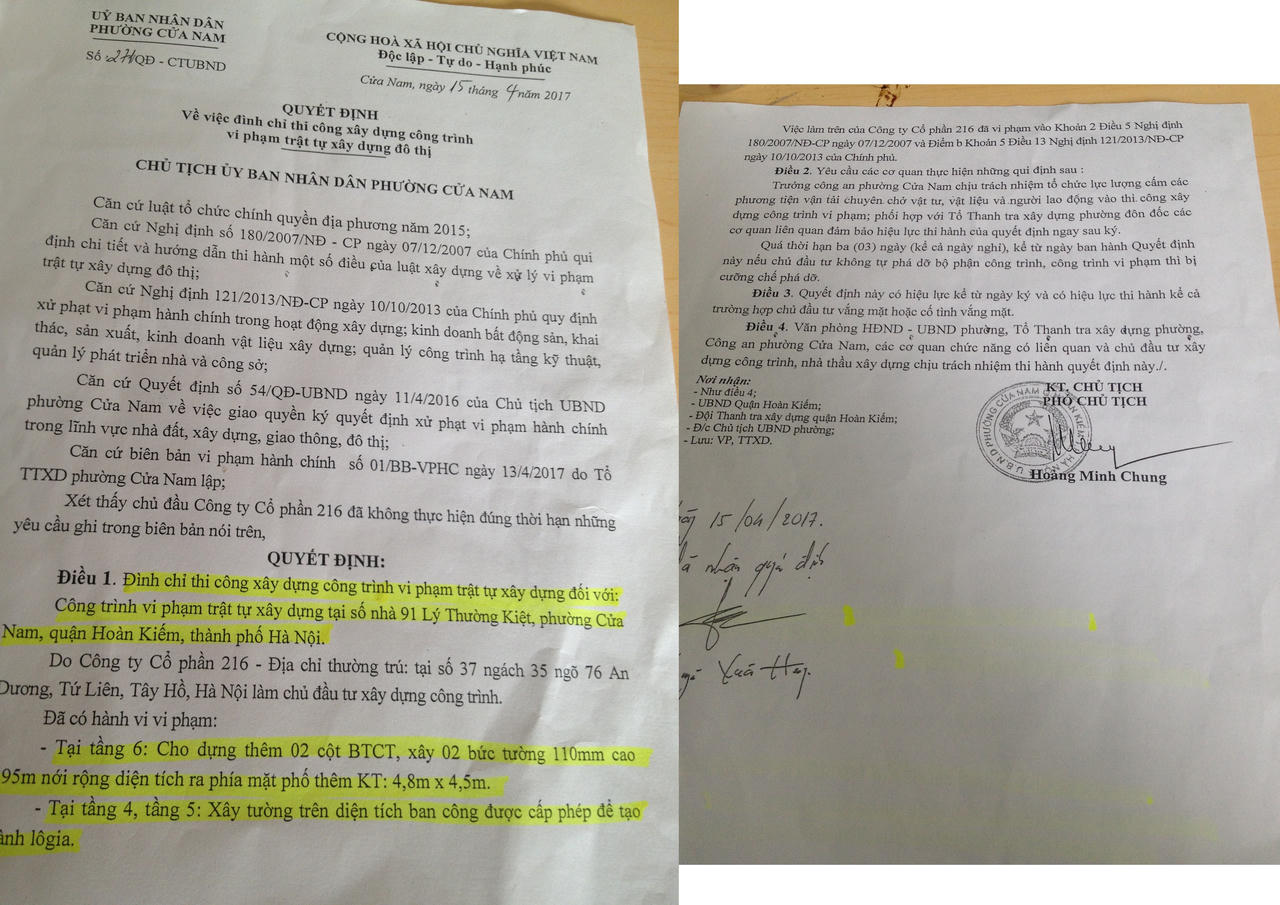 UỶ BAN NHÂN DÂN
PHƯỜNG CỬA NAM
Số 271/QĐ - CTUBND
CỘNG HOÀ XÃ HỘI CHỦ NGHĨA VIỆT NAM
Độc lập - Tự do - Hạnh phúc
Cửa Nam, ngày 15 tháng 4 năm 2017
QUYẾT ĐỊNH
Về việc đình chỉ thi công xây dựng công trình
vi phạm trật tự xây dựng đô thị
CHỦ TỊCH ỦY BAN NHÂN DÂN PHƯỜNG CỬA NAM
Căn cứ luật tổ chức chính quyền địa phương năm 2015;
Căn cứ Nghị định số 180/2007/NĐ - CP ngày 07/12/2007 của Chính phủ qui
định chi tiết và hướng dẫn thi hành một số điều của luật xây dựng về xử lý vi phạm
trật tự xây dựng đô thị;
Căn cứ Nghị định 121/2013/NĐ-CP ngày 10/10/2013 của Chính phủ quy định
xử phạt vi phạm hành chính trong hoạt động xây dựng; kinh doanh bất động sản, khai
thác, sản xuất, kinh doanh vật liệu xây dựng; quản lý công trình hạ tầng kỹ thuật,
quản lý phát triển nhà và công sở;
Căn cứ Quyết định số 54/QĐ-UBND ngày 11/4/2016 của Chủ tịch UBND
phường Cửa Nam về việc giao quyền ký quyết định xử phạt vi phạm hành chính
trong lĩnh vực nhà đất, xây dựng, giao thông, đô thị;
Căn cứ biên bản vi phạm hành chính số 01/BB-VPHC ngày 13/4/2017 do Tổ
TTXD phường Cửa Nam lập;
Xét thấy chủ đầu Công ty Cổ phần 216 đã không thực hiện đúng thời hạn những
yêu cầu ghi trong biên bản nói trên,
QUYẾT ĐỊNH:
Điều 1. Đình chỉ thi công xây dựng công trình vi phạm trật tự xây dựng đối với:
Công trình vi phạm trật tự xây dựng tại số nhà 91 Lý Thường Kiệt, phường Cửa
Nam, quận Hoàn Kiếm, thành phố Hà Nội.
Do Công ty Cổ phần 216 - Địa chỉ thường trú: tại số 37 ngách 35 ngõ 76 An
Dương, Tứ Liên, Tây Hồ, Hà Nội làm chủ đầu tư xây dựng công trình.
Đã có hành vi vi phạm:
- Tại tầng 6: Cho dựng thêm 02 cột BTCT, xây 02 bức tường 110mm cao
95m nới rộng diện tích ra phía mặt phố thêm KT: 4,8m x 4,5m.
- Tại tầng 4, tầng 5: Xây tường trên diện tích ban công được cấp phép để tạo
ành lôgia.
Việc làm trên của Công ty Cổ phần 216 đã vi phạm vào Khoản 2 Điều 5 Nghị định
180/2007/NĐ-CP ngày 07/12/2007 và Điểm b Khoản 5 Điều 13 Nghị định 121/2013/NĐ-CP
ngày 10/10/2013 của Chính phủ.
Điều 2. Yêu cầu các cơ quan thực hiện những qui định sau :
Trưởng công an phường Cửa Nam chịu trách nhiệm tổ chức lực lượng cấm các
phương tiện vận tải chuyên chở vật tư, vật liệu và người lao động vào thi công xây
dựng công trình vi phạm; phối hợp với Tổ Thanh tra xây dựng phường đôn đốc các
cơ quan liên quan đảm bảo hiệu lực thi hành của quyết định ngay sau ký.
Quá thời hạn ba (03) ngày (kể cả ngày nghỉ), kể từ ngày ban hành Quyết định
này nếu chủ đầu tư không tự phá dỡ bộ phận công trình, công trình vi phạm thì bị
cưỡng chế phá dỡ.
Điều 3. Quyết định này có hiệu lực kể từ ngày ký và có hiệu lực thi hành kể cả
trường hợp chủ đầu tư vắng mặt hoặc cố tình vắng mặt.
Điều 4. Văn phòng HĐND - UBND phường, Tổ Thanh tra xây dựng phường,
Công an phường Cửa Nam, các cơ quan chức năng có liên quan và chủ đầu tư xây
dựng công trình, nhà thầu xây dựng chịu trách nhiệm thi hành quyết định này./.
Nơi nhận:
- Như điều 4;
- UBND Quận Hoàn Kiếm;
- Đội Thanh tra xây dựng quận Hoàn Kiếm;
- Đ/c Chủ tịch UBND phường;
- Lưu: VP, TTXD.
KT. CHỦ TỊCH
PHÓ CHỦ TỊCH
Hoàng Minh Chung
15/04/2017.
nhận quyết định